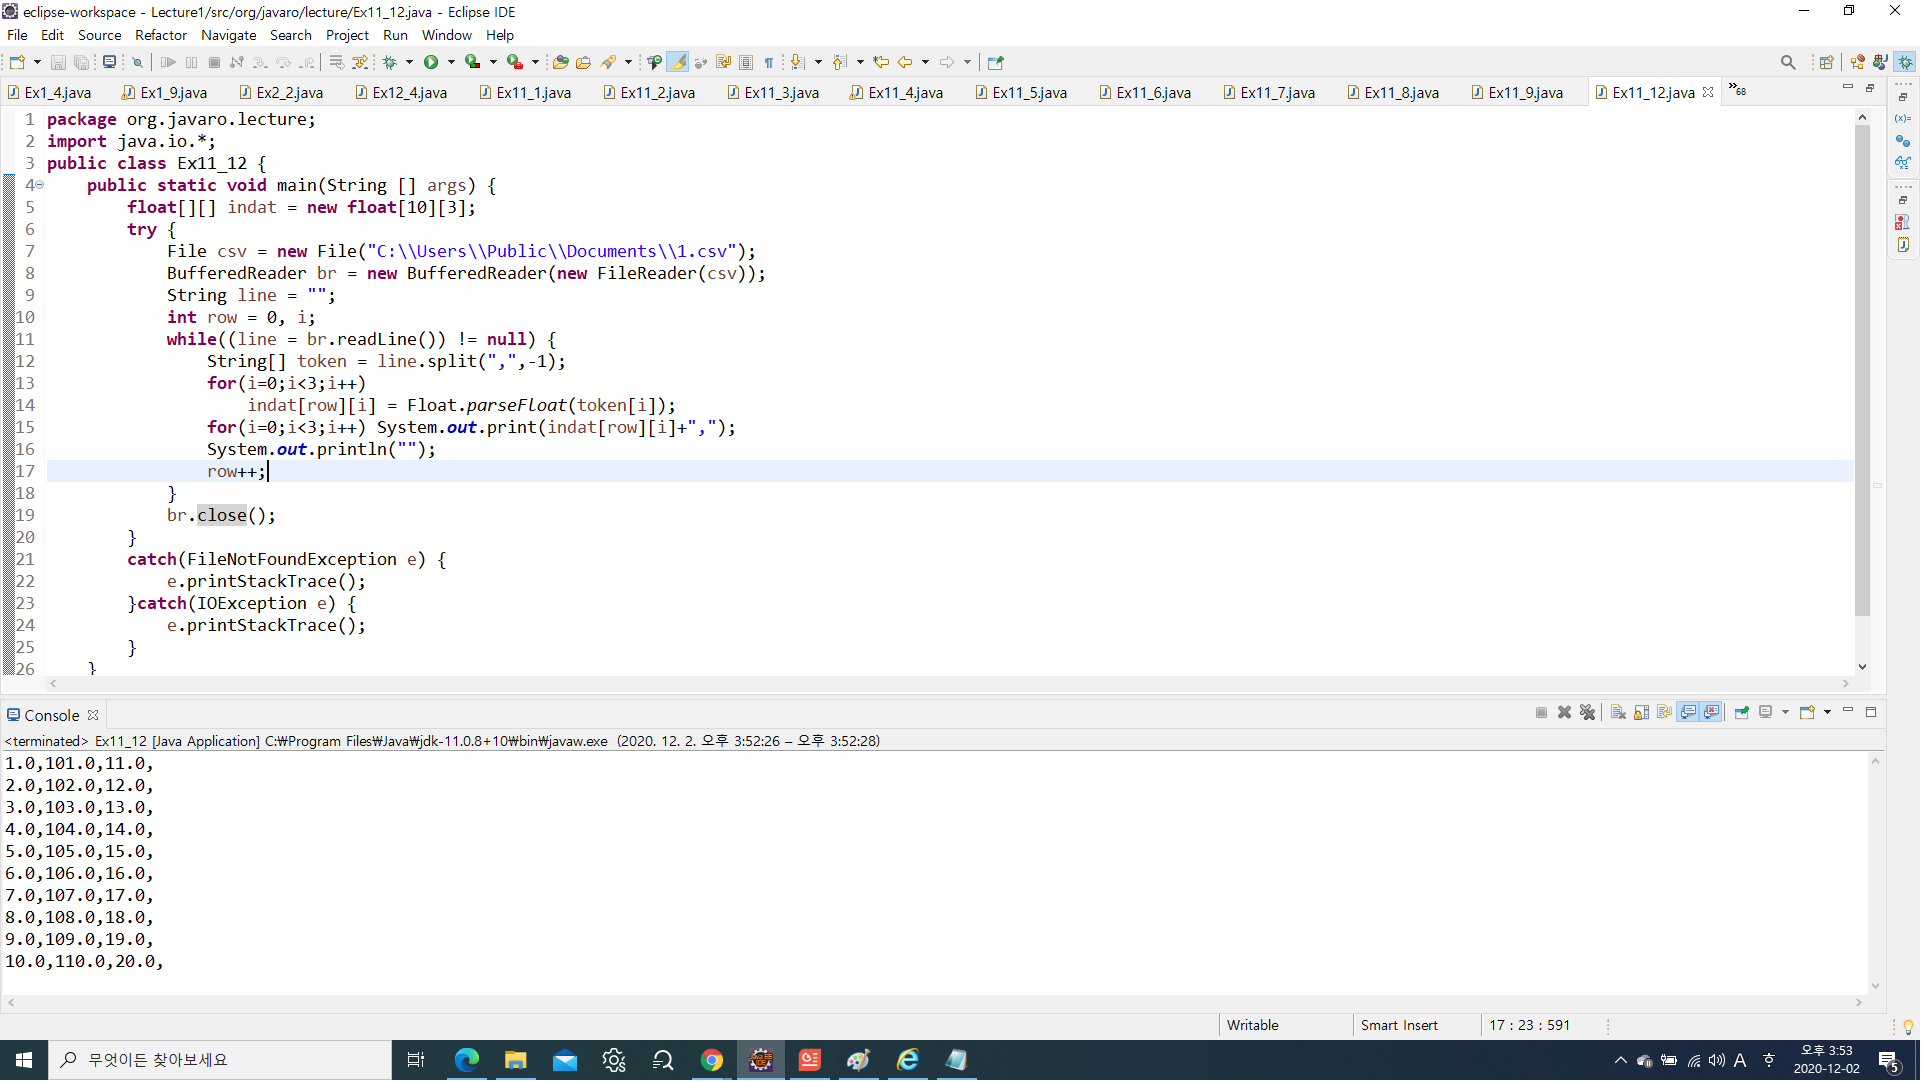 eclipse-workspace - Lecture1/src/org/javaro/lecture/Ex11_12.java - Eclipse IDE
File Edit Source Refactor Navigate Search Project Run Window Help
Ex1_4.java Ex1_9.java Ex2_2.java Ex12_4.java Ex11_1.java Ex11_2.java Ex11_3.java Ex11_4.java Ex11_5.java Ex11_6.java Ex11_7.java Ex11_8.java Ex11_9.java Ex11_12.java »68
1 package org.javaro.lecture;
2 import java.io.*;
3 public class Ex11_12 {
4 public static void main(String [] args) {
5 float[][] indat = new float[10][3];
6 try {
7 File csv = new File("C:\\Users\\Public\\Documents\\1.csv");
8 BufferedReader br = new BufferedReader(new FileReader(csv));
9 String line = "";
10 int row = 0, i;
11 while((line = br.readLine()) != null) {
12 String[] token = line.split(",",-1);
13 for(i=0;i<3;i++)
14 indat[row][i] = Float.parseFloat(token[i]);
15 for(i=0;i<3;i++) System.out.print(indat[row][i]+",");
16 System.out.println("");
17 row++;
18 }
19 br.close();
20 }
21 catch(FileNotFoundException e) {
22 e.printStackTrace();
23 }catch(IOException e) {
24 e.printStackTrace();
25 }
26 }
Console
<terminated> Ex11_12 [Java Application] C:₩Program Files₩Java₩jdk-11.0.8+10₩bin₩javaw.exe (2020. 12. 2. 오후 3:52:26 – 오후 3:52:28)
1.0,101.0,11.0,
2.0,102.0,12.0,
3.0,103.0,13.0,
4.0,104.0,14.0,
5.0,105.0,15.0,
6.0,106.0,16.0,
7.0,107.0,17.0,
8.0,108.0,18.0,
9.0,109.0,19.0,
10.0,110.0,20.0,
Writable Smart Insert 17 : 23 : 591
무엇이든 찾아보세요
A 한 오후 3:53
2020-12-02 5